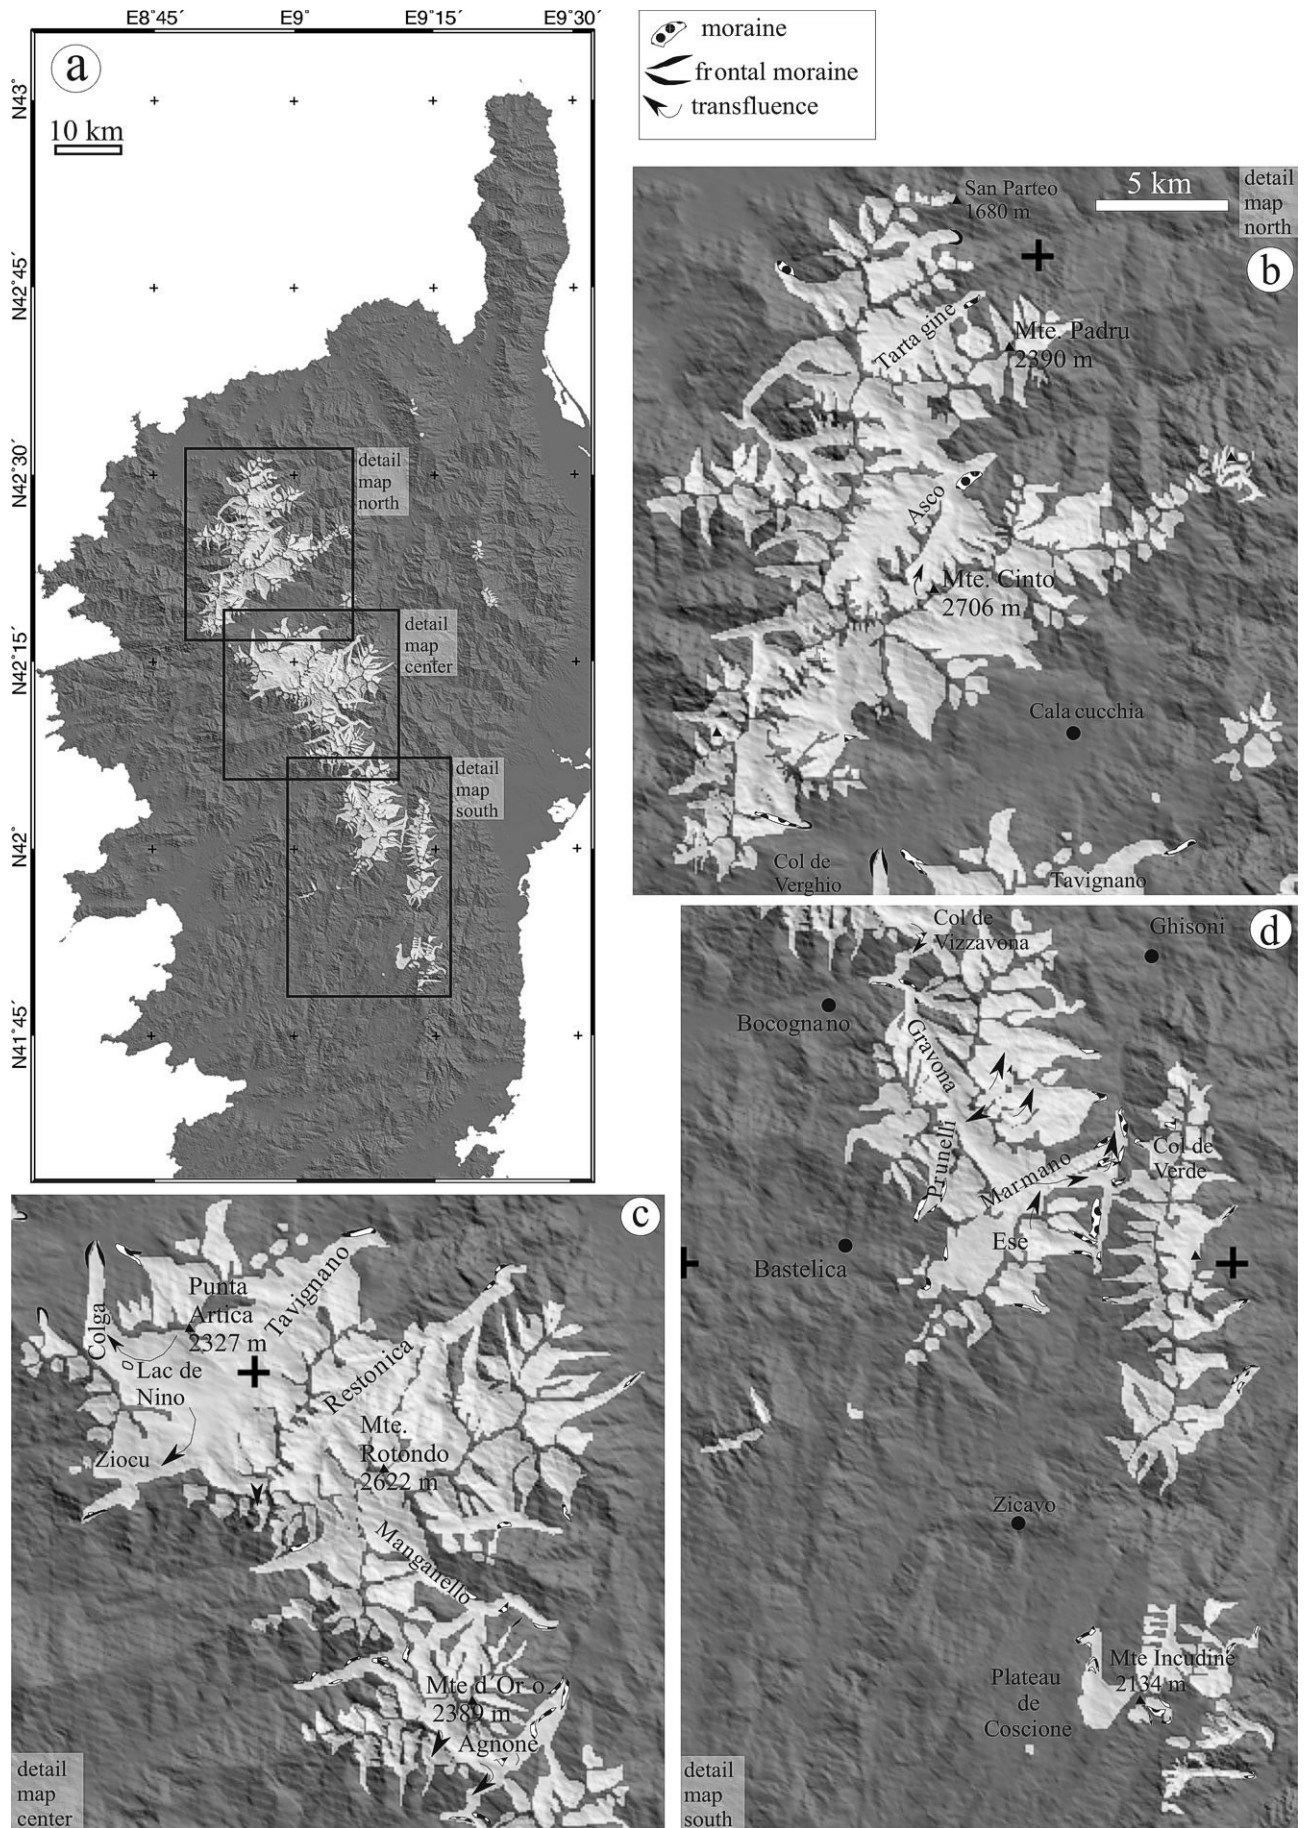 E8°45´ E9° E9°15´ E9°30´
a
10 km
N43°
N42°45´
N42°30´
N42°15´
N42°
N41°45´
detail
map
north
detail
map
center
detail
map
south
moraine
frontal moraine
transfluence
San Parteo
1680 m
5 km
detail
map
north
b
Tarta gine
Mte. Padru
2390 m
Asco
Mte. Cinto
2706 m
Cala cucchia
Col de
Verghio
Tavignano
c
Colga
Punta
Artica
2327 m
Tavignano
Lac de
Nino
Restonica
Ziocu
Mte.
Rotondo
2622 m
Manganello
Mte d´Or o
2389 m
Agnone
detail
map
center
d
Col de
Vizzavona
Ghisoni
Bocogna no
Gravona
Prunelli
Marmano
Col de
Verde
Ese
Bastelica
Zicavo
Mte Incudine
2134 m
Plateau
de
Coscione
detail
map
south